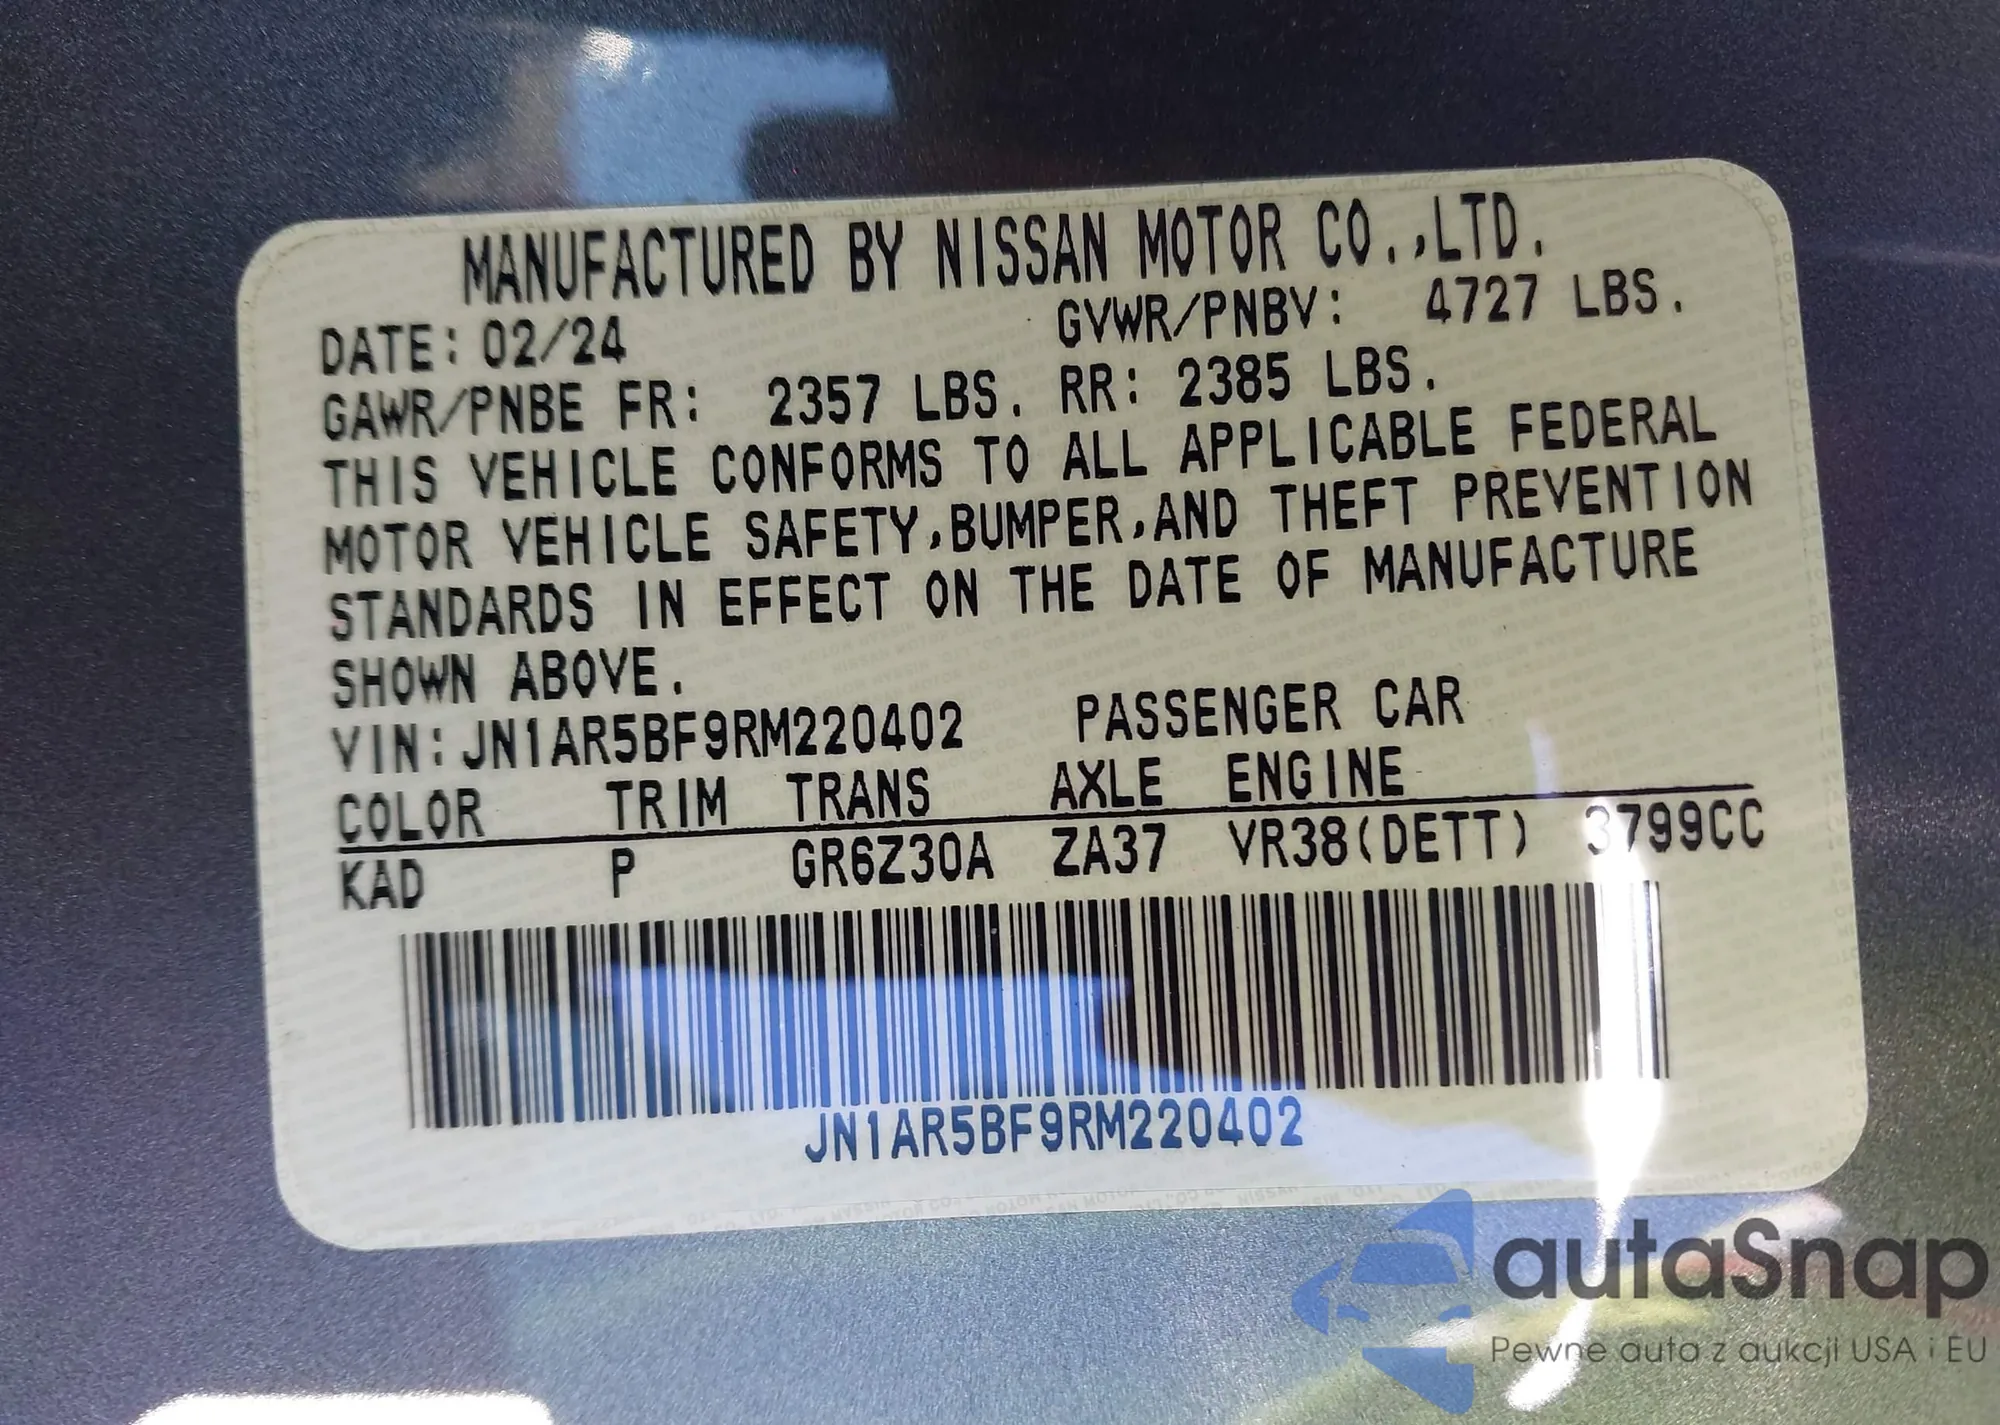 MANUFACTURED BY NISSAN MOTOR CO.,LTD.
DATE: 02/24 GVWR/PNBV: 4727 LBS.
GAWR/PNBE FR: 2357 LBS. RR: 2385 LBS.
THIS VEHICLE CONFORMS TO ALL APPLICABLE FEDERAL
MOTOR VEHICLE SAFETY,BUMPER,AND THEFT PREVENTION
STANDARDS IN EFFECT ON THE DATE OF MANUFACTURE
SHOWN ABOVE.
VIN:JN1AR5BF9RM220402 PASSENGER CAR
COLOR TRIM TRANS AXLE ENGINE
KAD P GR6Z30A ZA37 VR38(DETT) 3799CC
JN1AR5BF9RM220402
autaSnap
Pewne auta z aukcji USA i EU